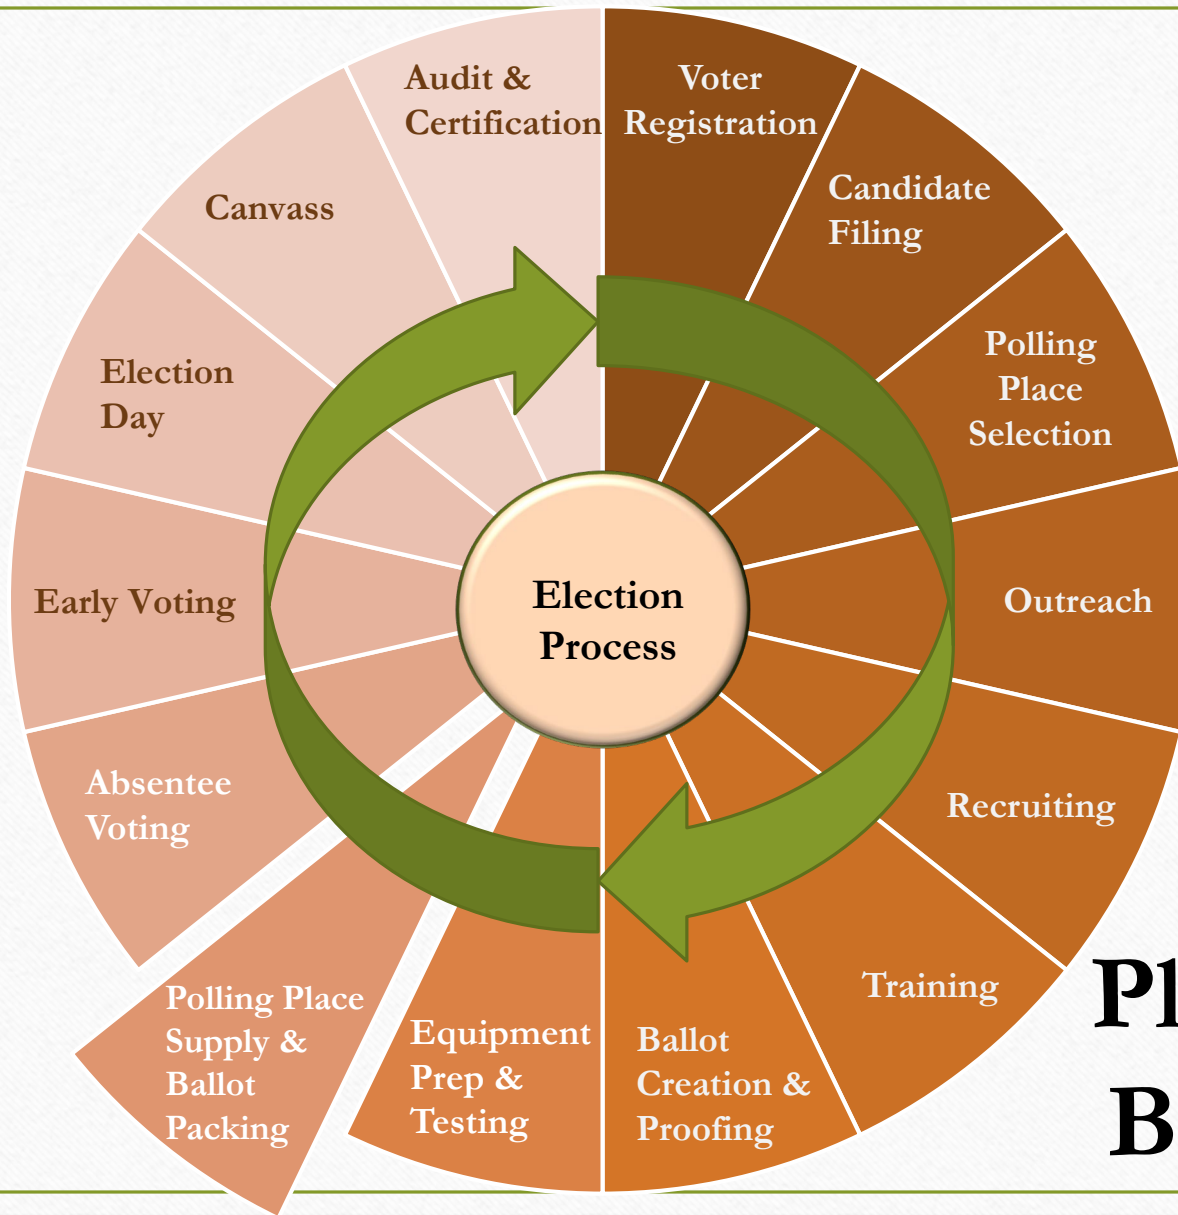 Audit &
Certification
Voter
Registration
Candidate
Filing
Polling
Place
Selection
Outreach
Recruiting
Training
Ballot
Creation &
Proofing
Equipment
Prep &
Testing
Polling Place
Supply &
Ballot
Packing
Absentee
Voting
Early Voting
Election
Day
Canvass
Election
Process